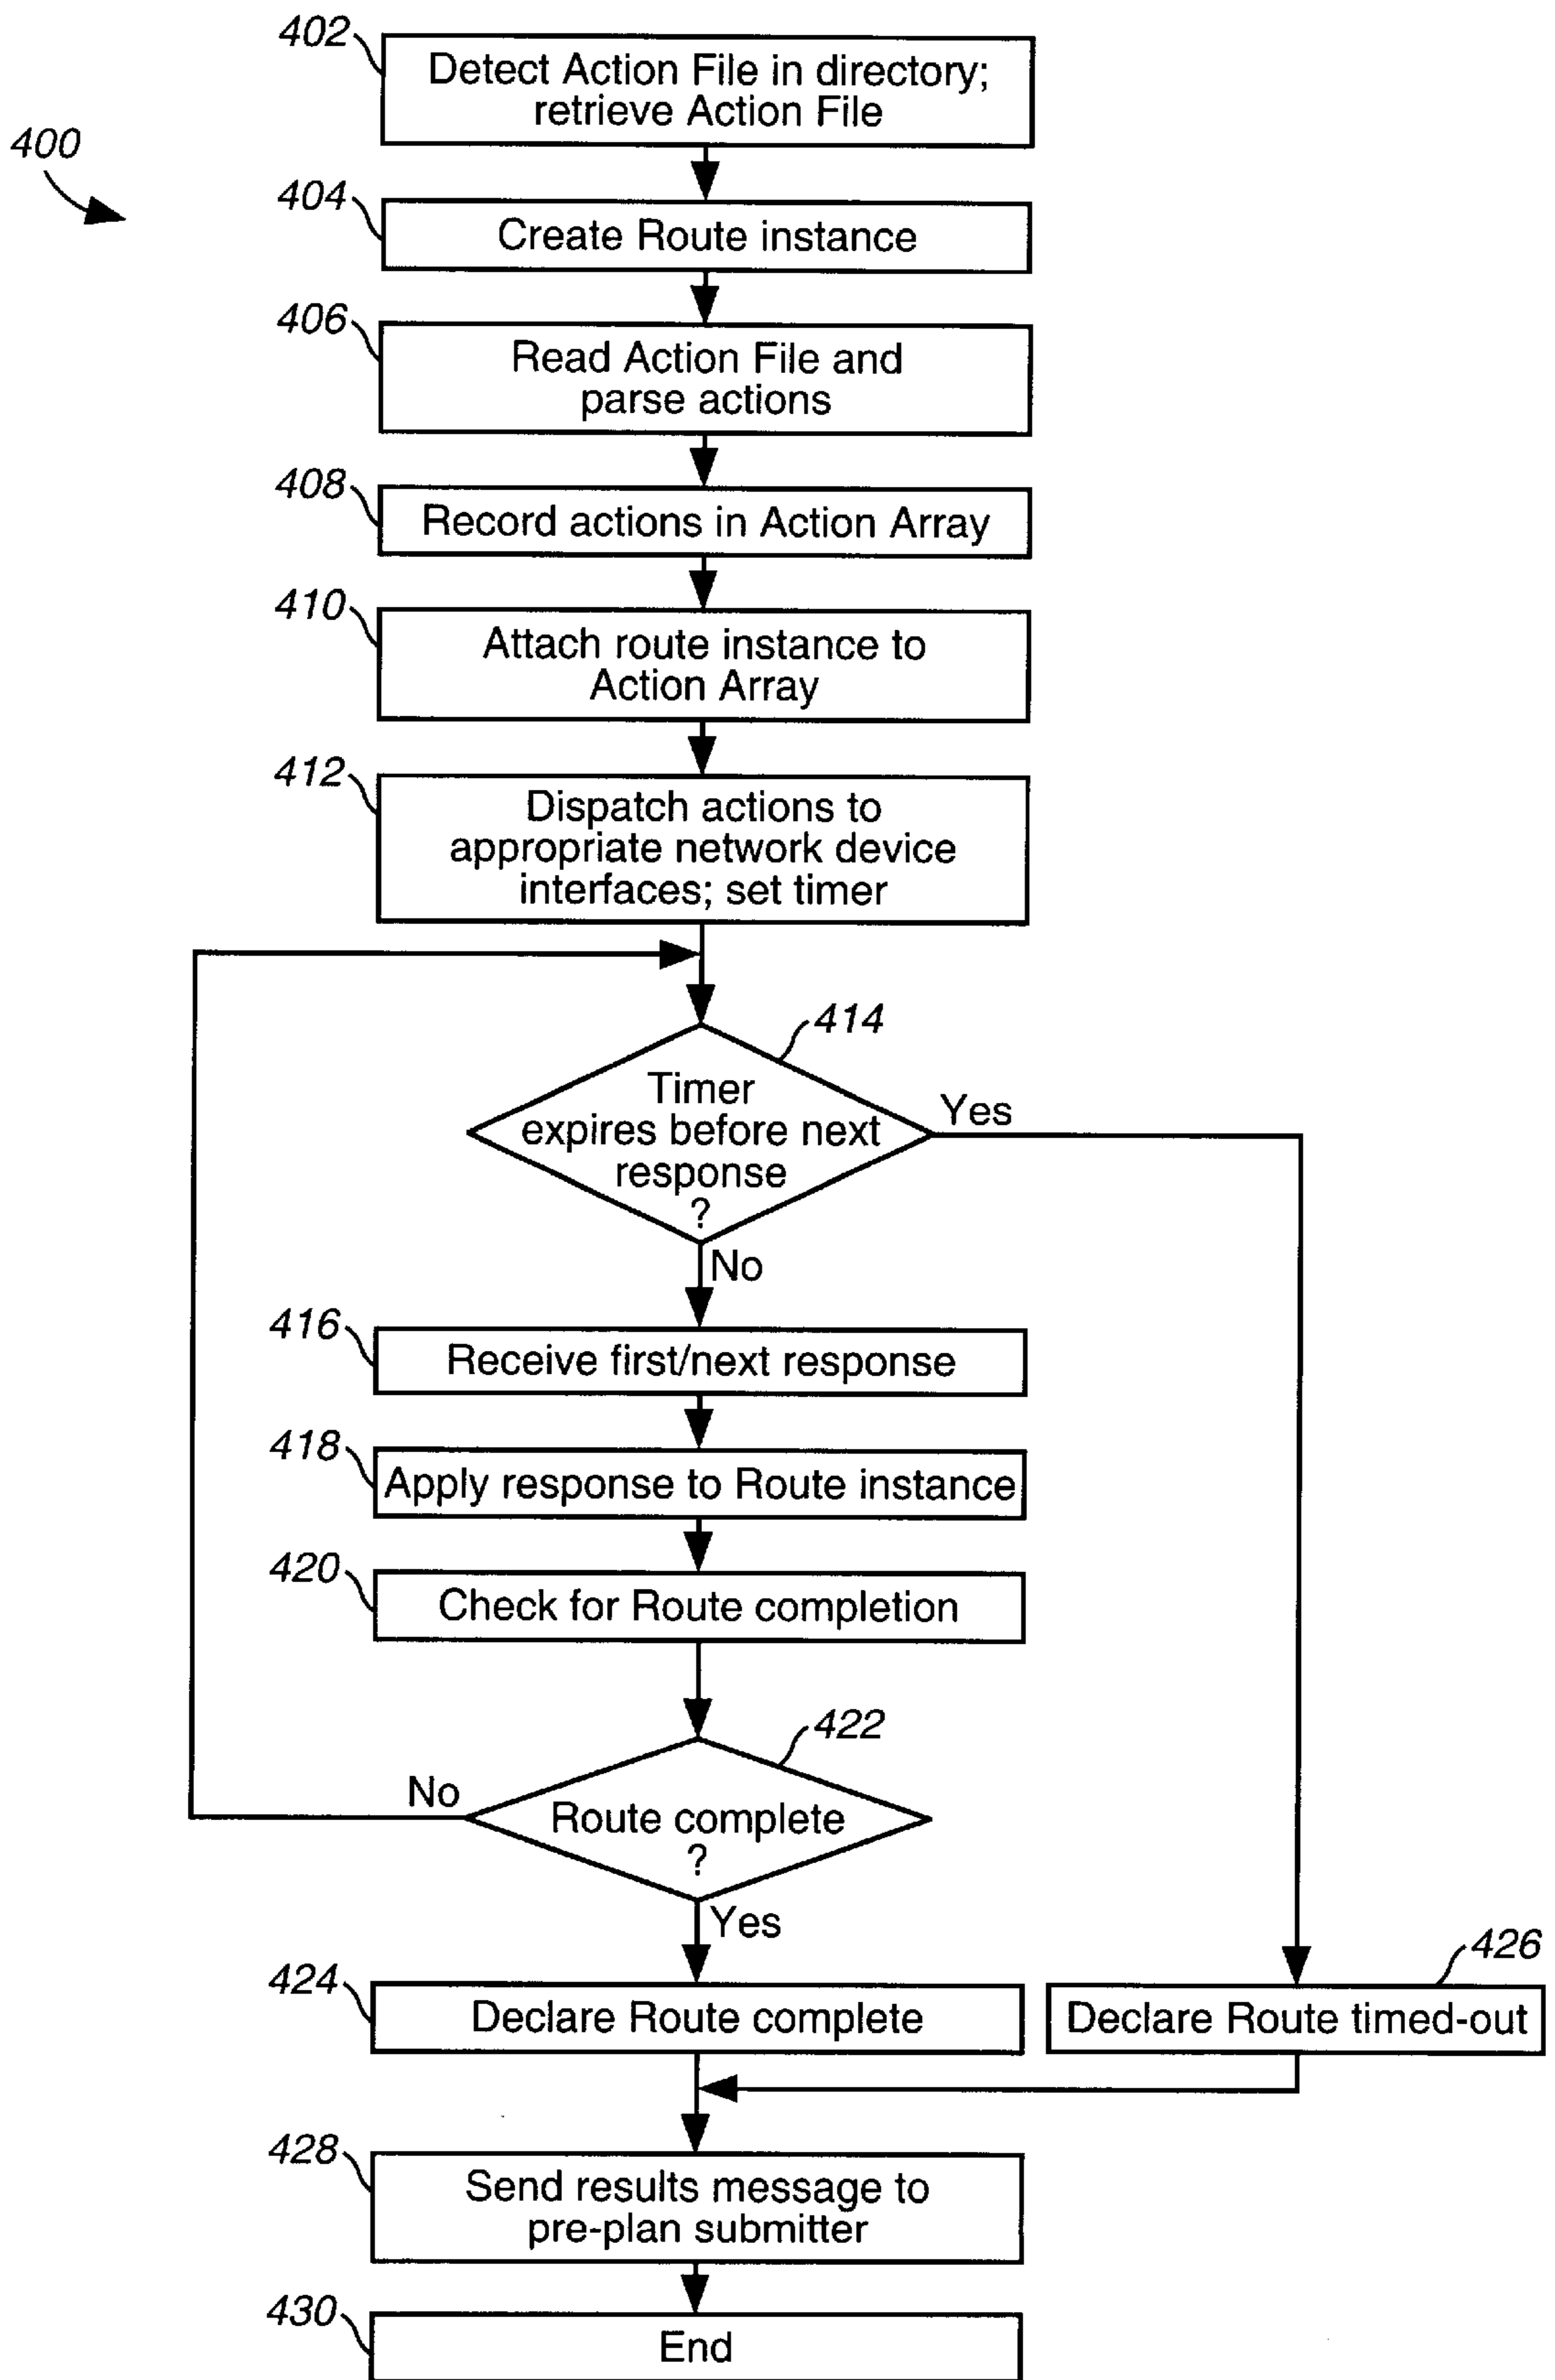 402
Detect Action File in directory;
retrieve Action File
400
404
Create Route instance
406
Read Action File and
parse actions
408
Record actions in Action Array
410
Attach route instance to
Action Array
412
Dispatch actions to
appropriate network device
interfaces; set timer
414
Timer
expires before next
response
?
Yes
No
416
Receive first/next response
418
Apply response to Route instance
420
Check for Route completion
422
No
Route complete
?
Yes
424
Declare Route complete
426
Declare Route timed-out
428
Send results message to
pre-plan submitter
430
End